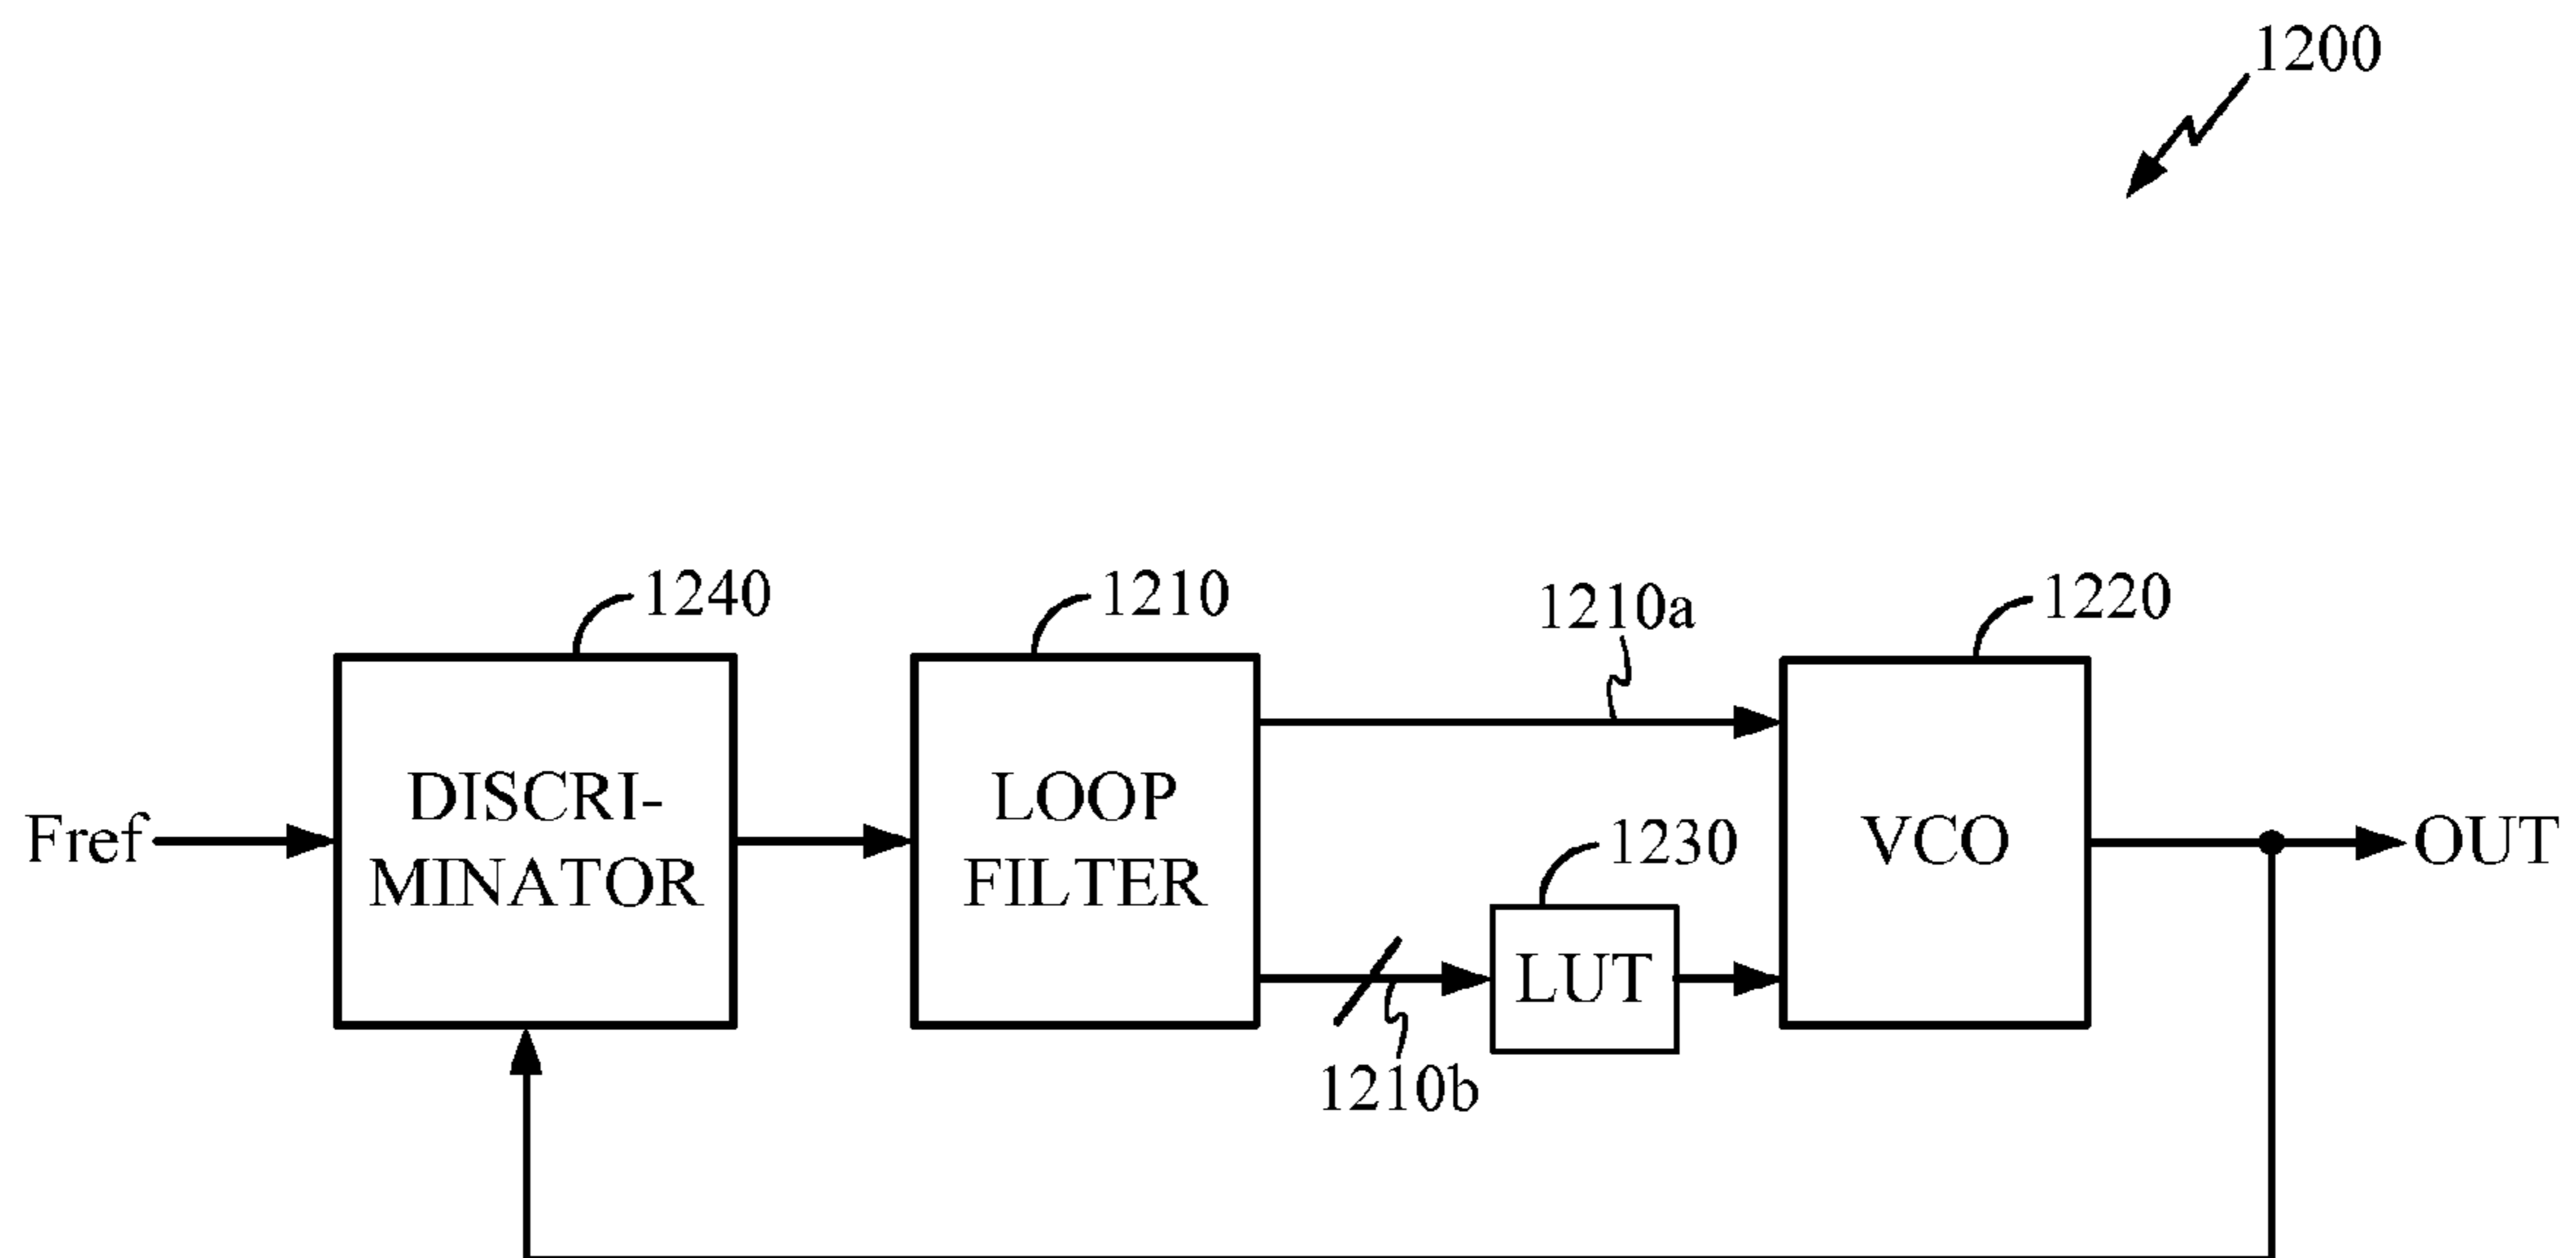 1200
1240
1210
1210a
1220
Fref
DISCRI-
MINATOR
LOOP
FILTER
1230
LUT
VCO
OUT
1210b